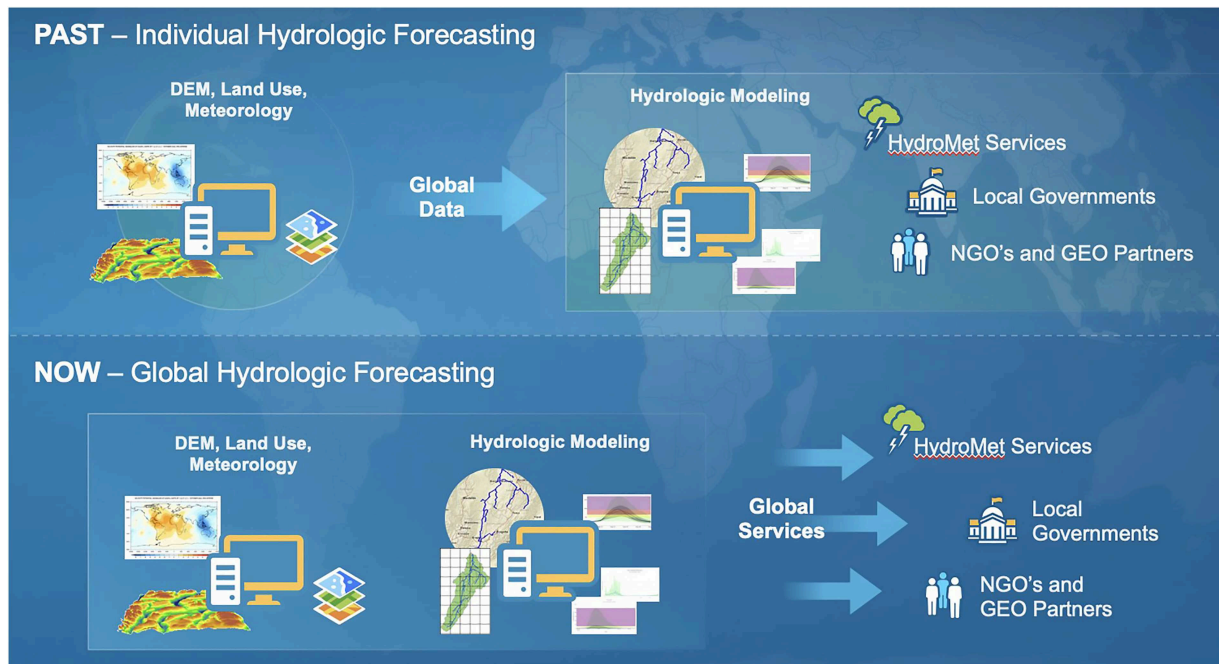 PAST – Individual Hydrologic Forecasting
DEM, Land Use,
Meteorology
Global
Data
Hydrologic Modeling
HydroMet Services
Local Governments
NGO's and GEO Partners
NOW – Global Hydrologic Forecasting
DEM, Land Use,
Meteorology
Hydrologic Modeling
Global
Services
HydroMet Services
Local
Governments
NGO's and
GEO Partners